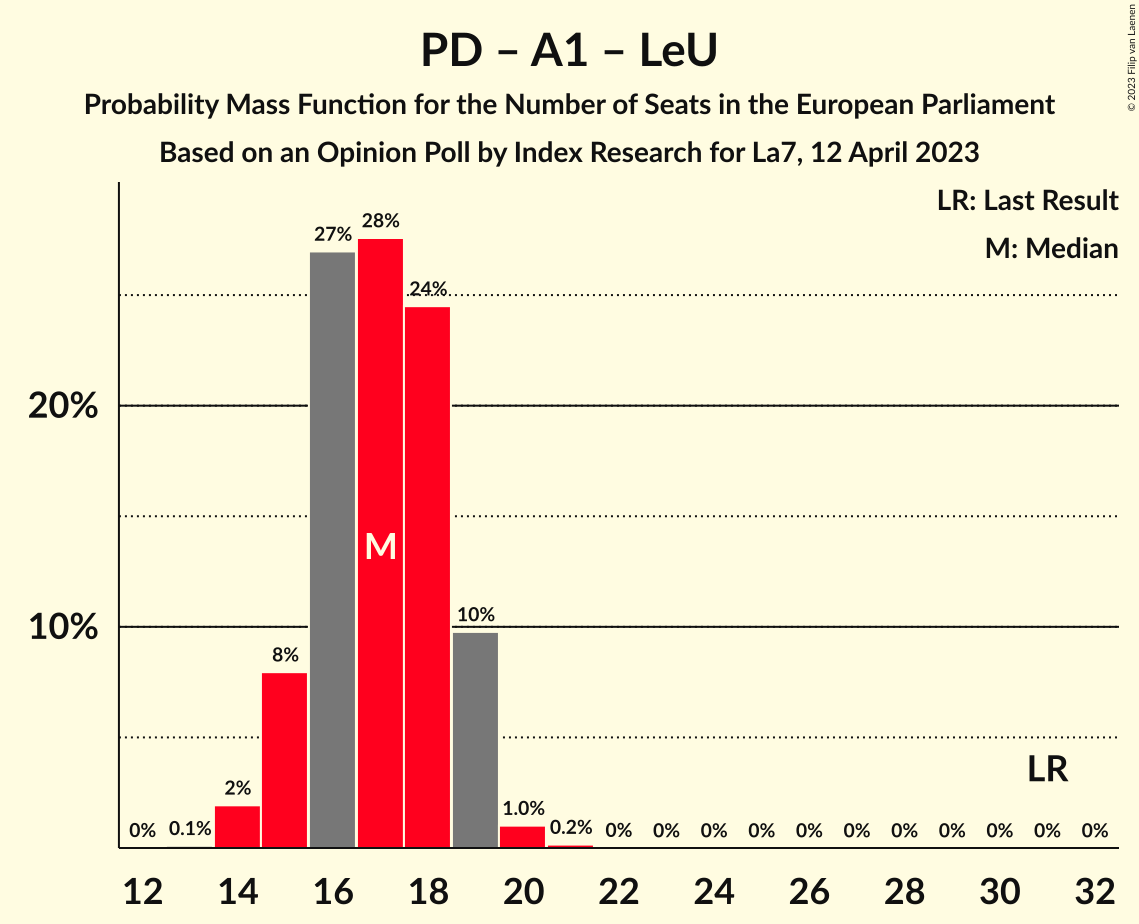 PD – A1 – LeU
Probability Mass Function for the Number of Seats in the European Parliament
Based on an Opinion Poll by Index Research for La7, 12 April 2023
© 2023 Filip van Laenen
LR: Last Result
M: Median
20%
10%
0% 0.1% 2% 8% 27% 28% 24% 10% 1.0% 0.2% 0% 0% 0% 0% 0% 0% 0% 0% 0% 0% 0%
M
LR
12 14 16 18 20 22 24 26 28 30 32